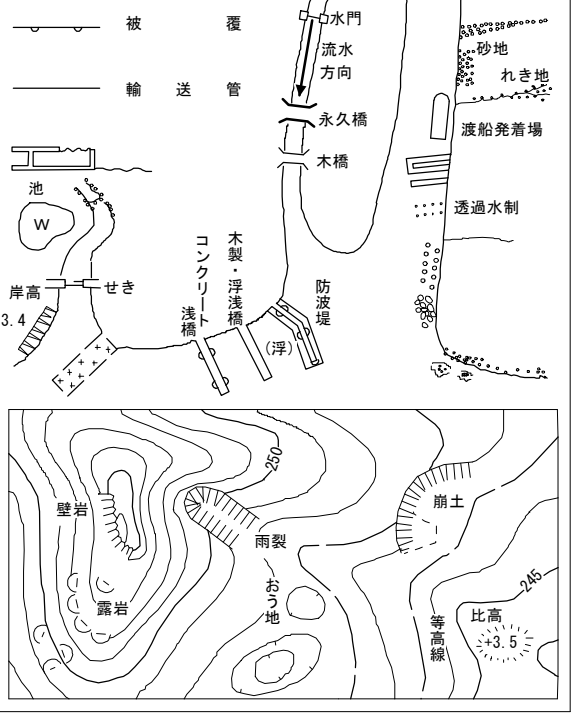 被覆
輸送管
水門
流水
方向
永久橋
木橋
砂地
れき地
渡船発着場
透過水制
池
W
せき
岸高
3.4
コンクリート
浅橋
木製・浮浅橋
防波堤
(浮)
250
壁岩
雨裂
崩土
露岩
おう地
等高線
245
比高
+3.5